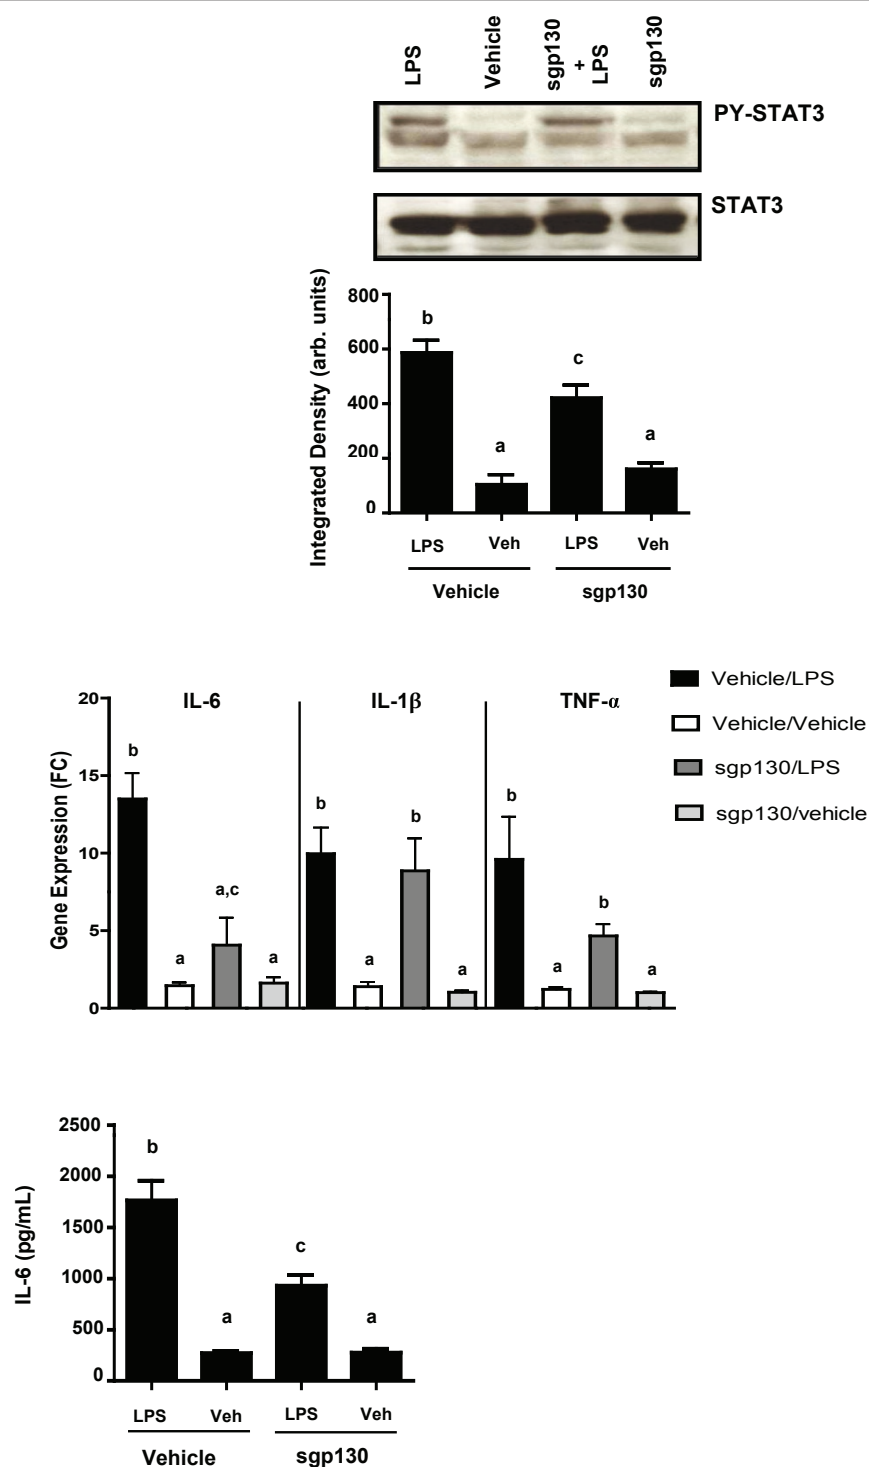 LPS
Vehicle
sgp130
+
LPS
sgp130
PY-STAT3
STAT3
Integrated Density (arb. units)
800
600
400
200
0
b
a
c
a
LPS Veh LPS Veh
Vehicle sgp130
Gene Expression (FC)
20
15
10
5
0
IL-6 IL-1β TNF-α
b
a
a,c
a
b
a
b
a
b
a
b
a
Vehicle/LPS
Vehicle/Vehicle
sgp130/LPS
sgp130/vehicle
IL-6 (pg/mL)
2500
2000
1500
1000
500
0
b
a
c
a
LPS Veh LPS Veh
Vehicle sgp130